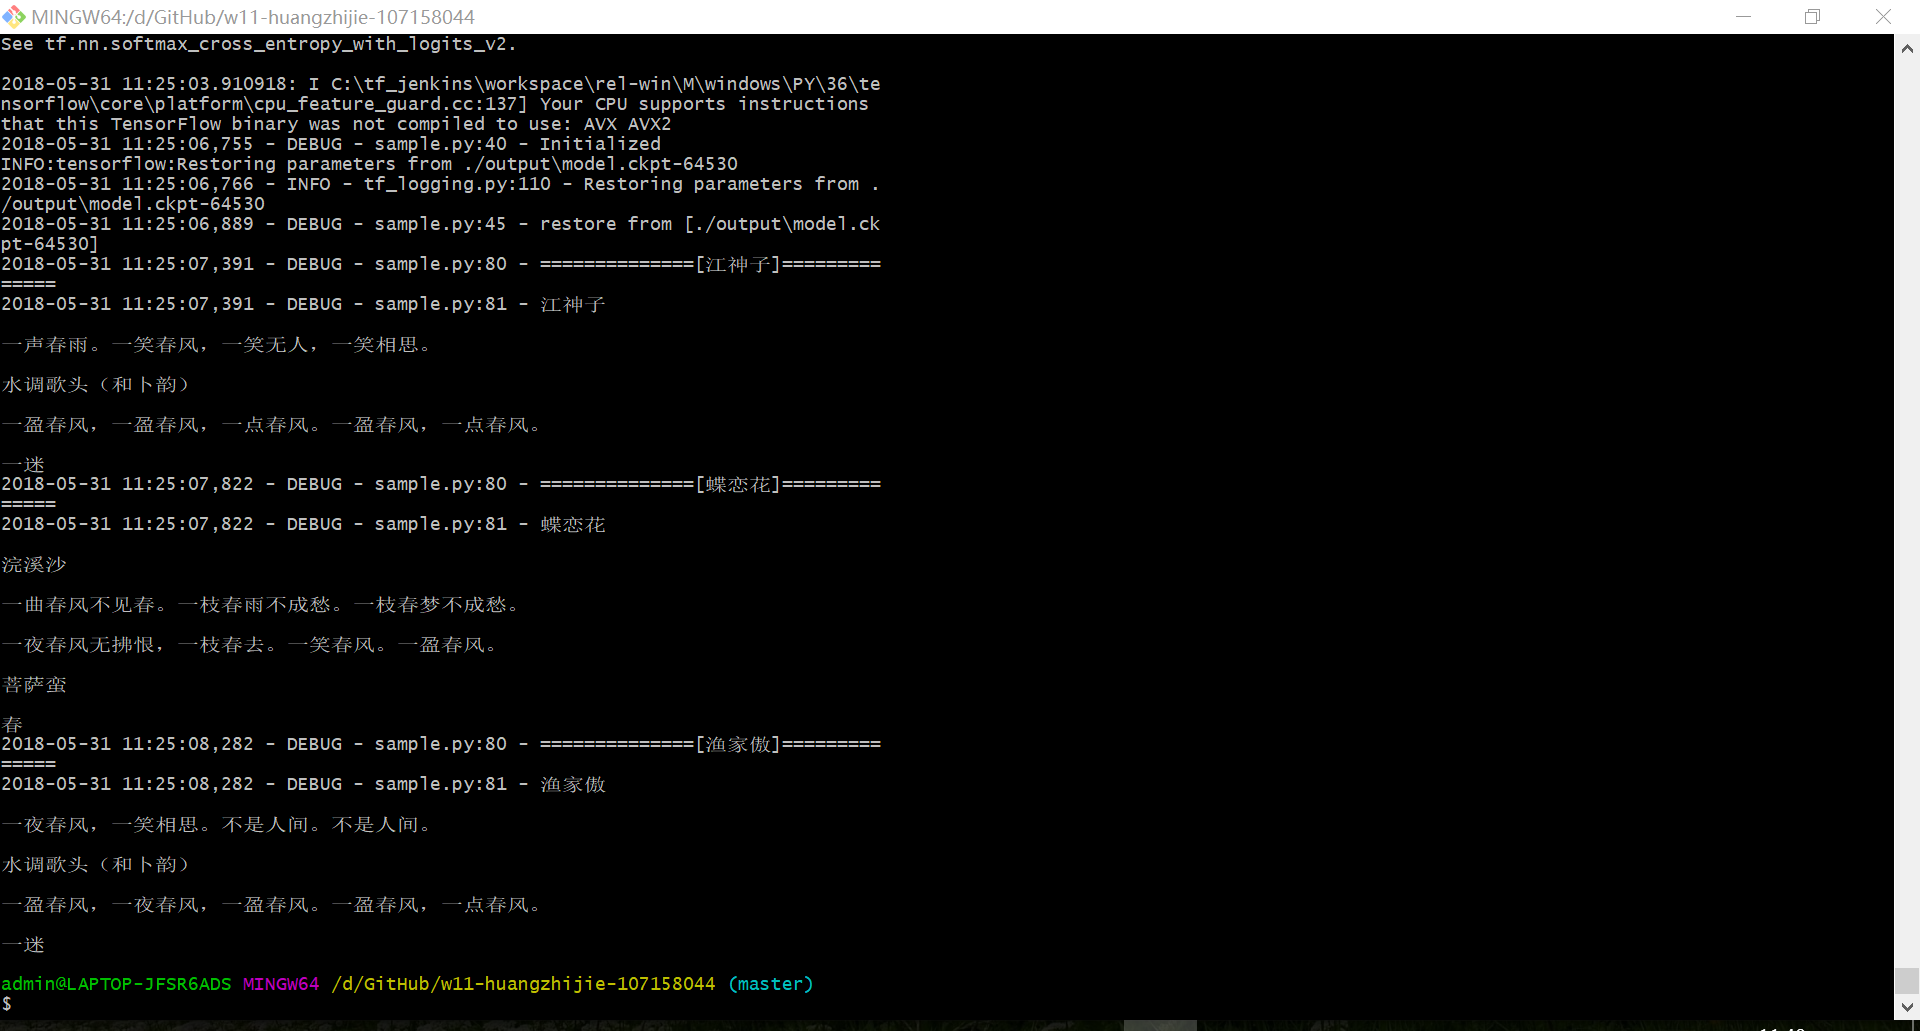 MINGW64:/d/GitHub/w11-huangzhijie-107158044
See tf.nn.softmax_cross_entropy_with_logits_v2.
2018-05-31 11:25:03.910918: I C:\tf_jenkins\workspace\rel-win\M\windows\PY\36\te
nsorflow\core\platform\cpu_feature_guard.cc:137] Your CPU supports instructions
that this TensorFlow binary was not compiled to use: AVX AVX2
2018-05-31 11:25:06,755 - DEBUG - sample.py:40 - Initialized
INFO:tensorflow:Restoring parameters from ./output\model.ckpt-64530
2018-05-31 11:25:06,766 - INFO - tf_logging.py:110 - Restoring parameters from .
/output\model.ckpt-64530
2018-05-31 11:25:06,889 - DEBUG - sample.py:45 - restore from [./output\model.ck
pt-64530]
2018-05-31 11:25:07,391 - DEBUG - sample.py:80 - ==============[江神子]=========
=====
2018-05-31 11:25:07,391 - DEBUG - sample.py:81 - 江神子
一声春雨。一笑春风，一笑无人，一笑相思。
水调歌头（和卜韵）
一盈春风，一盈春风，一点春风。一盈春风，一点春风。
一迷
2018-05-31 11:25:07,822 - DEBUG - sample.py:80 - ==============[蝶恋花]=========
=====
2018-05-31 11:25:07,822 - DEBUG - sample.py:81 - 蝶恋花
浣溪沙
一曲春风不见春。一枝春雨不成愁。一枝春梦不成愁。
一夜春风无拂恨，一枝春去。一笑春风。一盈春风。
菩萨蛮
春
2018-05-31 11:25:08,282 - DEBUG - sample.py:80 - ==============[渔家傲]=========
=====
2018-05-31 11:25:08,282 - DEBUG - sample.py:81 - 渔家傲
一夜春风，一笑相思。不是人间。不是人间。
水调歌头（和卜韵）
一盈春风，一夜春风，一盈春风。一盈春风，一点春风。
一迷
admin@LAPTOP-JFSR6ADS MINGW64 /d/GitHub/w11-huangzhijie-107158044 (master)
$